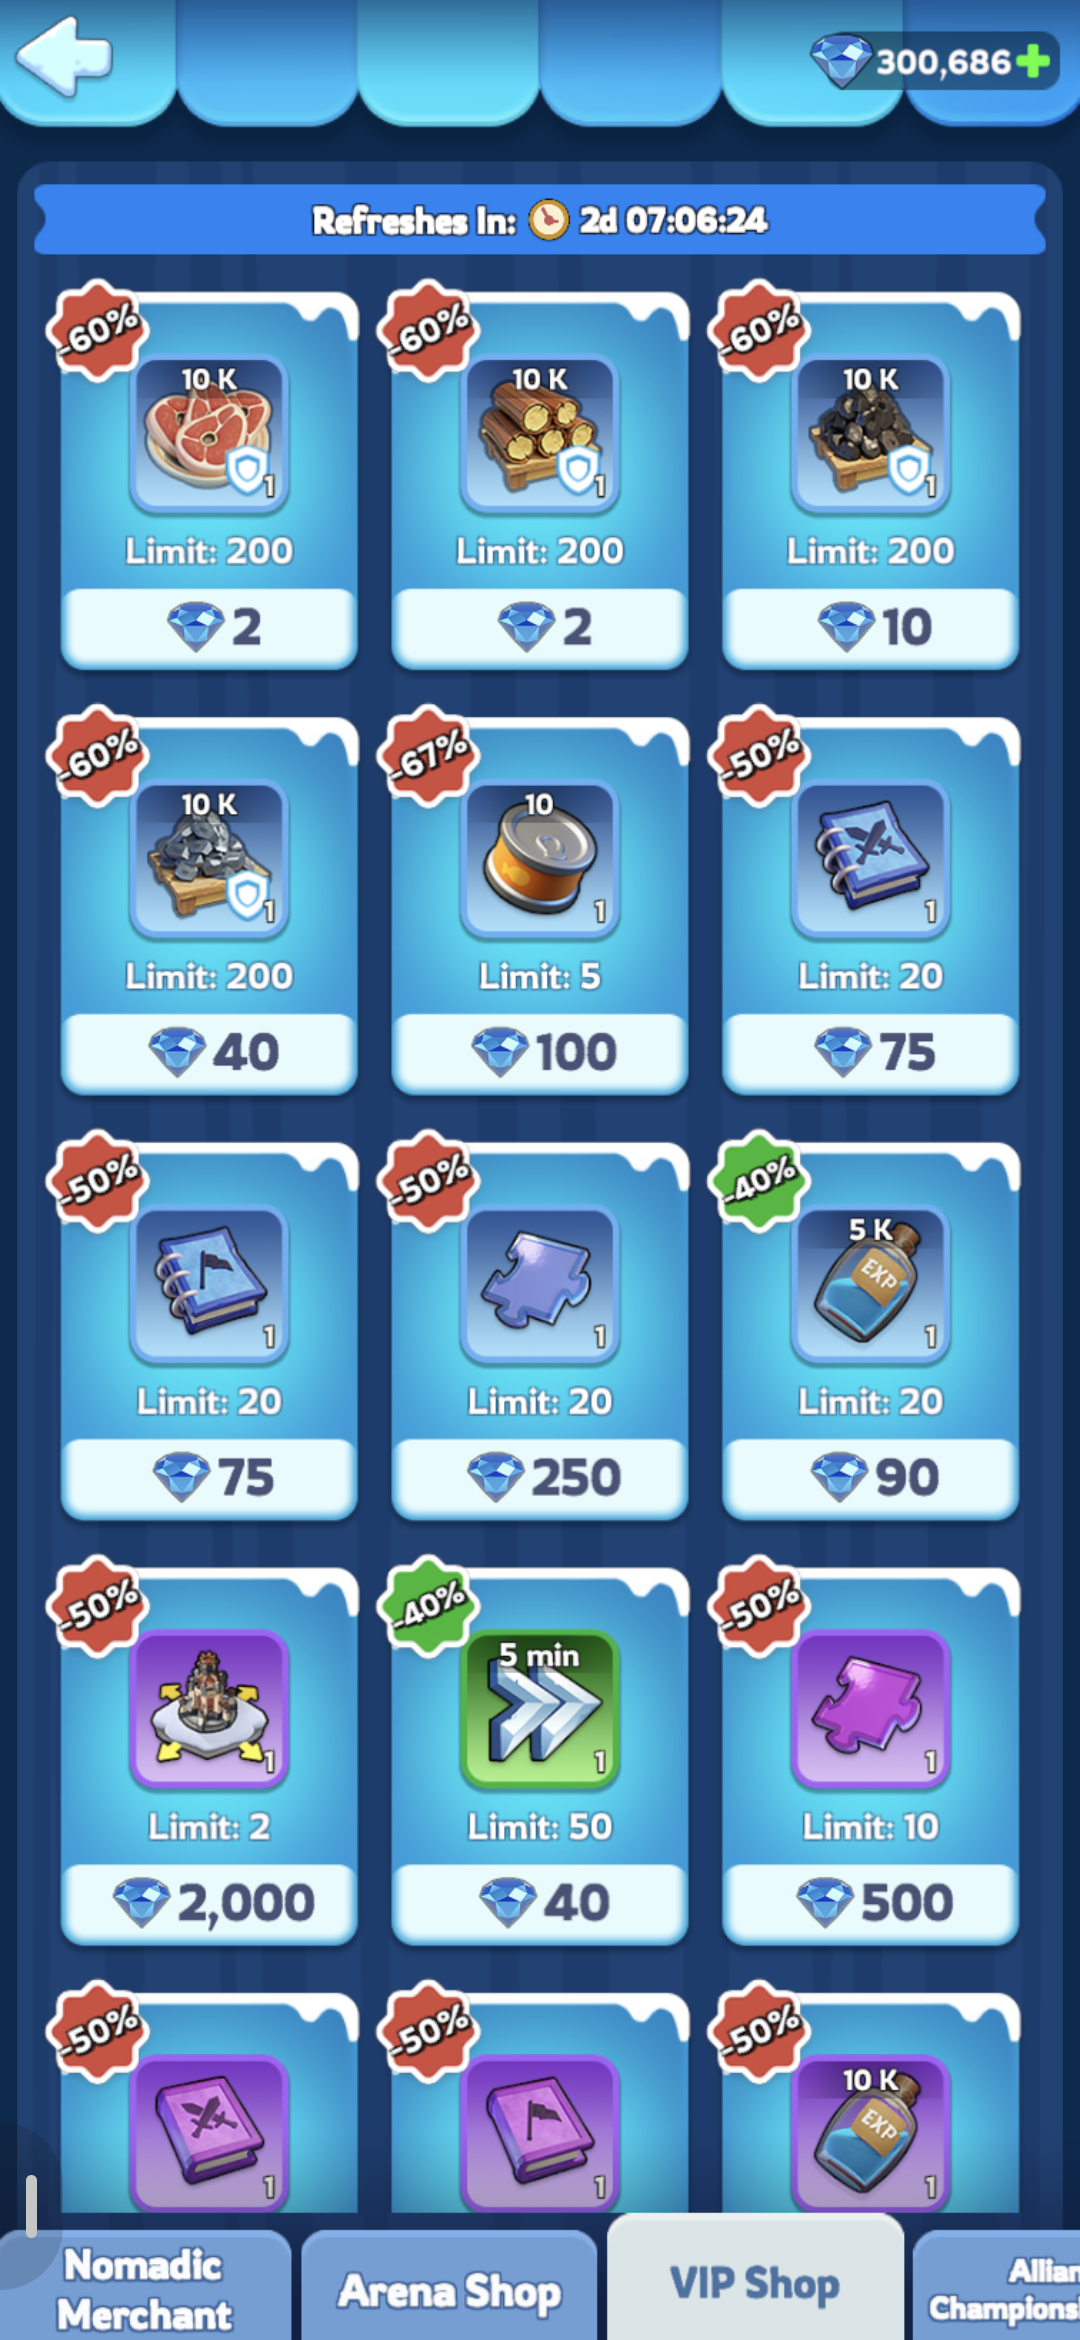 300,686
Refreshes In: 2d 07:06:24
-60%
-60%
-60%
10 K
10 K
10 K
1
1
1
Limit: 200
Limit: 200
Limit: 200
2
2
10
-60%
-67%
-50%
10 K
10
1
1
1
Limit: 200
Limit: 5
Limit: 20
40
100
75
-50%
-50%
-40%
5 K
EXP
1
1
1
Limit: 20
Limit: 20
Limit: 20
75
250
90
-50%
-40%
-50%
5 min
1
1
1
Limit: 2
Limit: 50
Limit: 10
2,000
40
500
-50%
-50%
-50%
10 K
EXP
1
1
1
Nomadic
Merchant
Arena Shop
VIP Shop
Allian
Champions